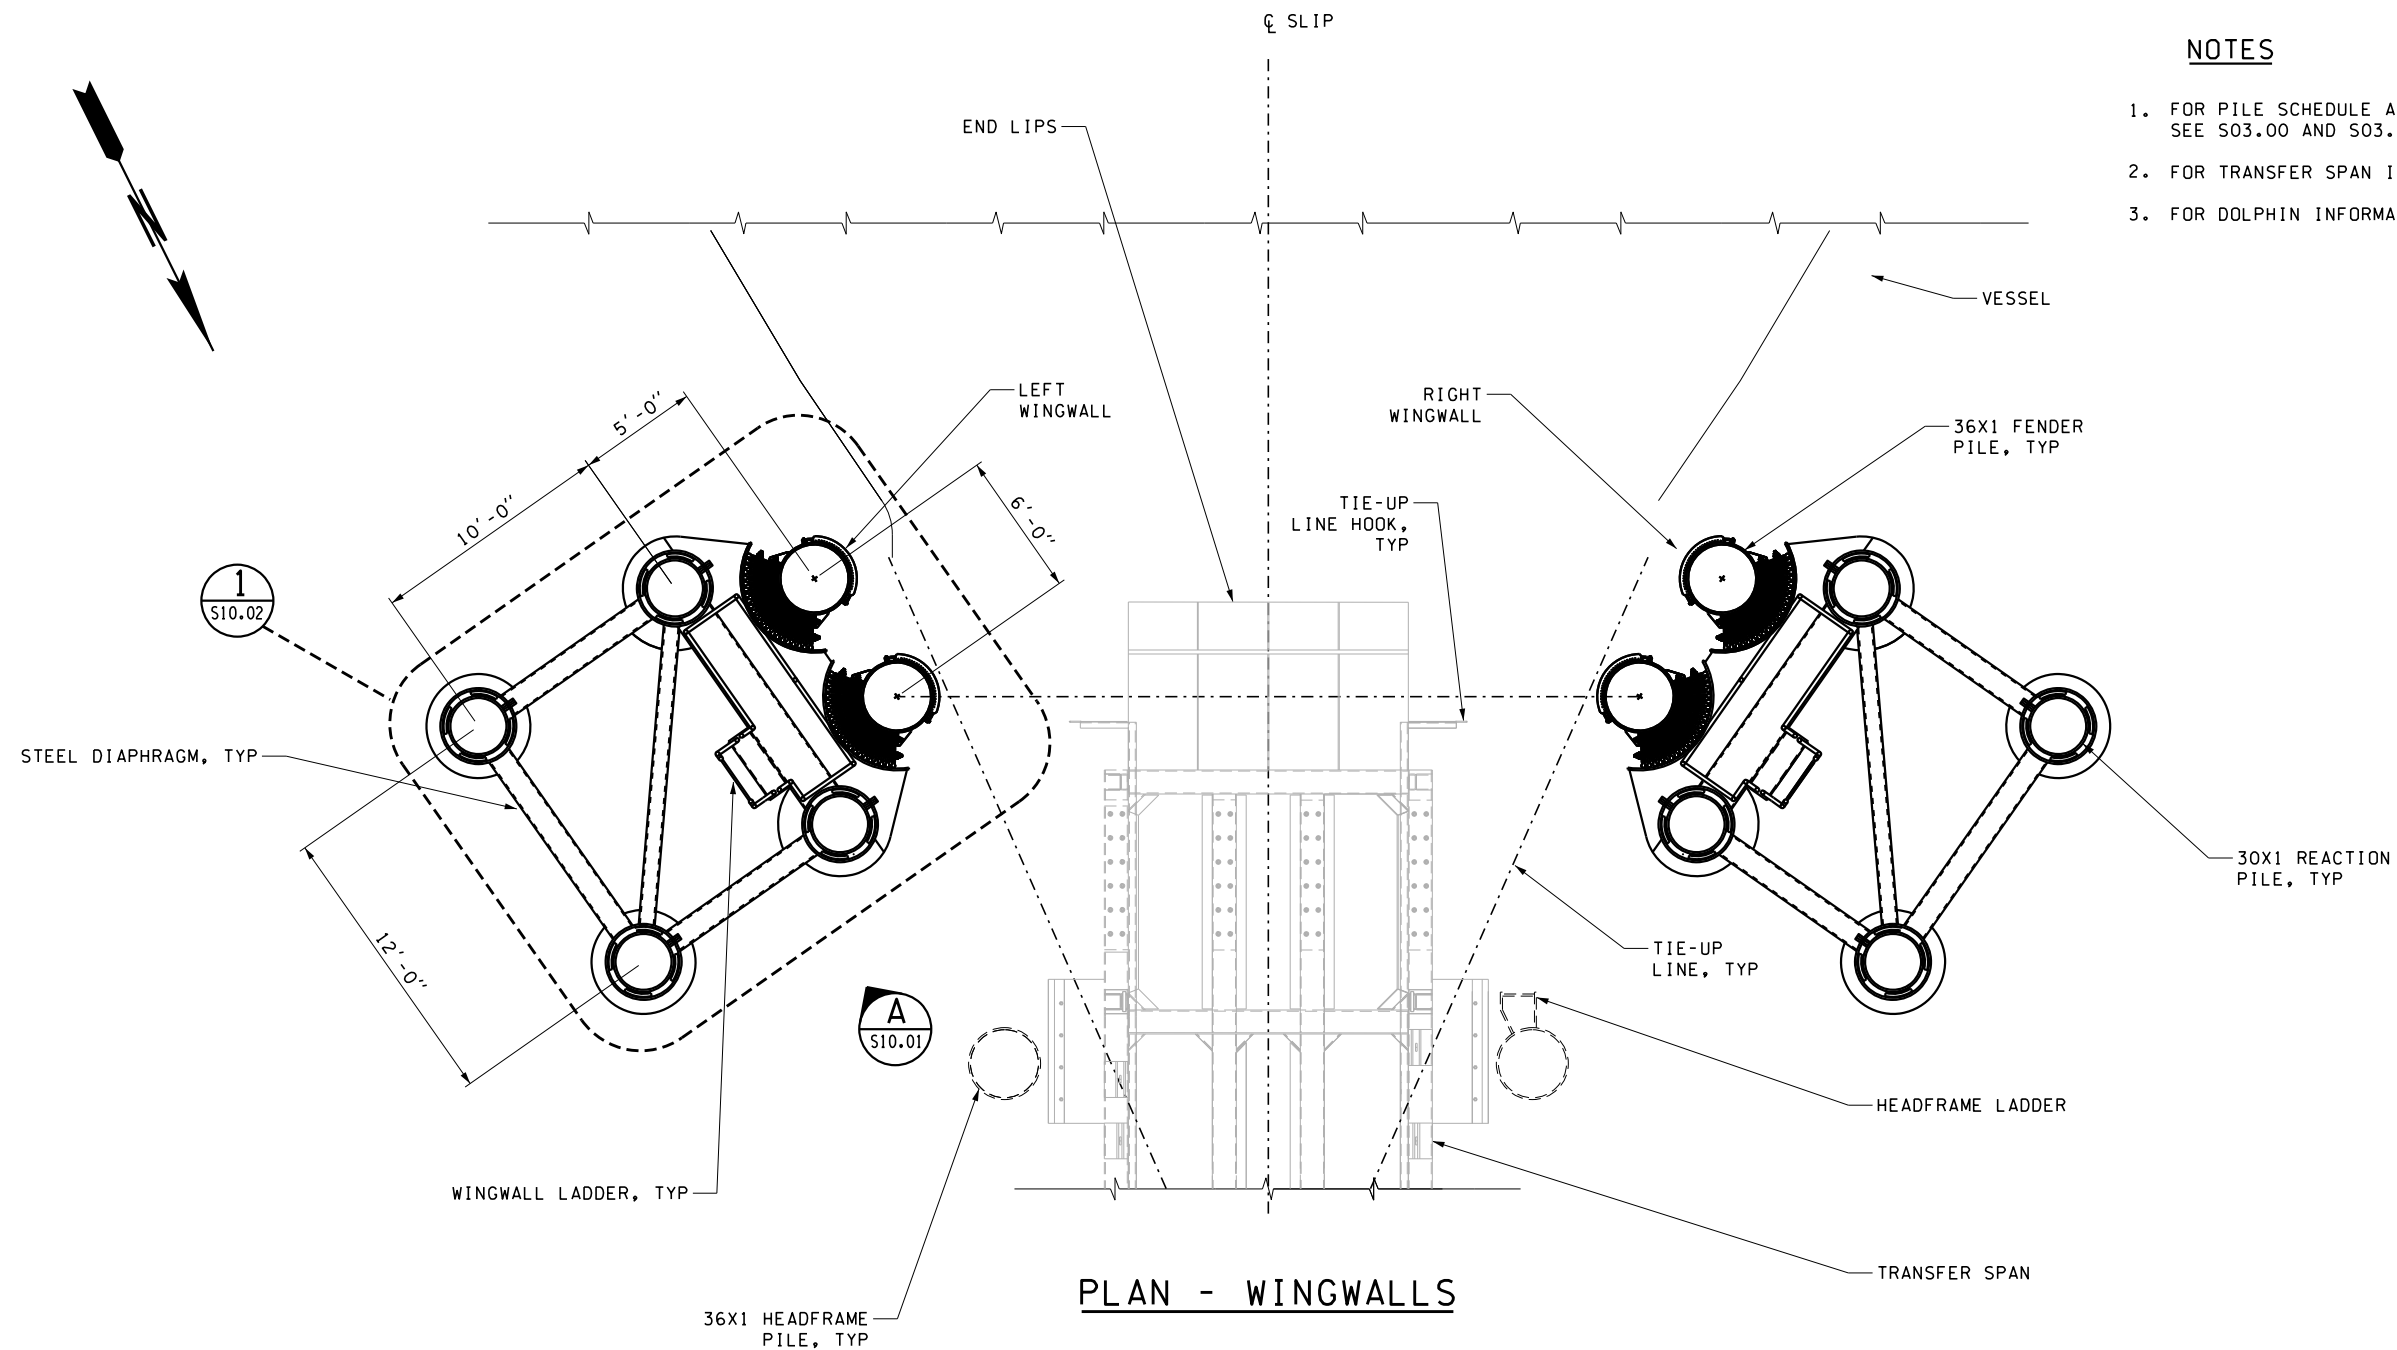 ℄ SLIP
NOTES
1. FOR PILE SCHEDULE A
SEE S03.00 AND S03.
2. FOR TRANSFER SPAN I
3. FOR DOLPHIN INFORMA
END LIPS
VESSEL
LEFT
WINGWALL
RIGHT
WINGWALL
36X1 FENDER
PILE, TYP
5'-0"
10'-0"
6'-0"
TIE-UP
LINE HOOK,
TYP
1
S10.02
STEEL DIAPHRAGM, TYP
30X1 REACTION
PILE, TYP
12'-0"
TIE-UP
LINE, TYP
A
S10.01
N
HEADFRAME LADDER
WINGWALL LADDER, TYP
TRANSFER SPAN
36X1 HEADFRAME
PILE, TYP
PLAN - WINGWALLS